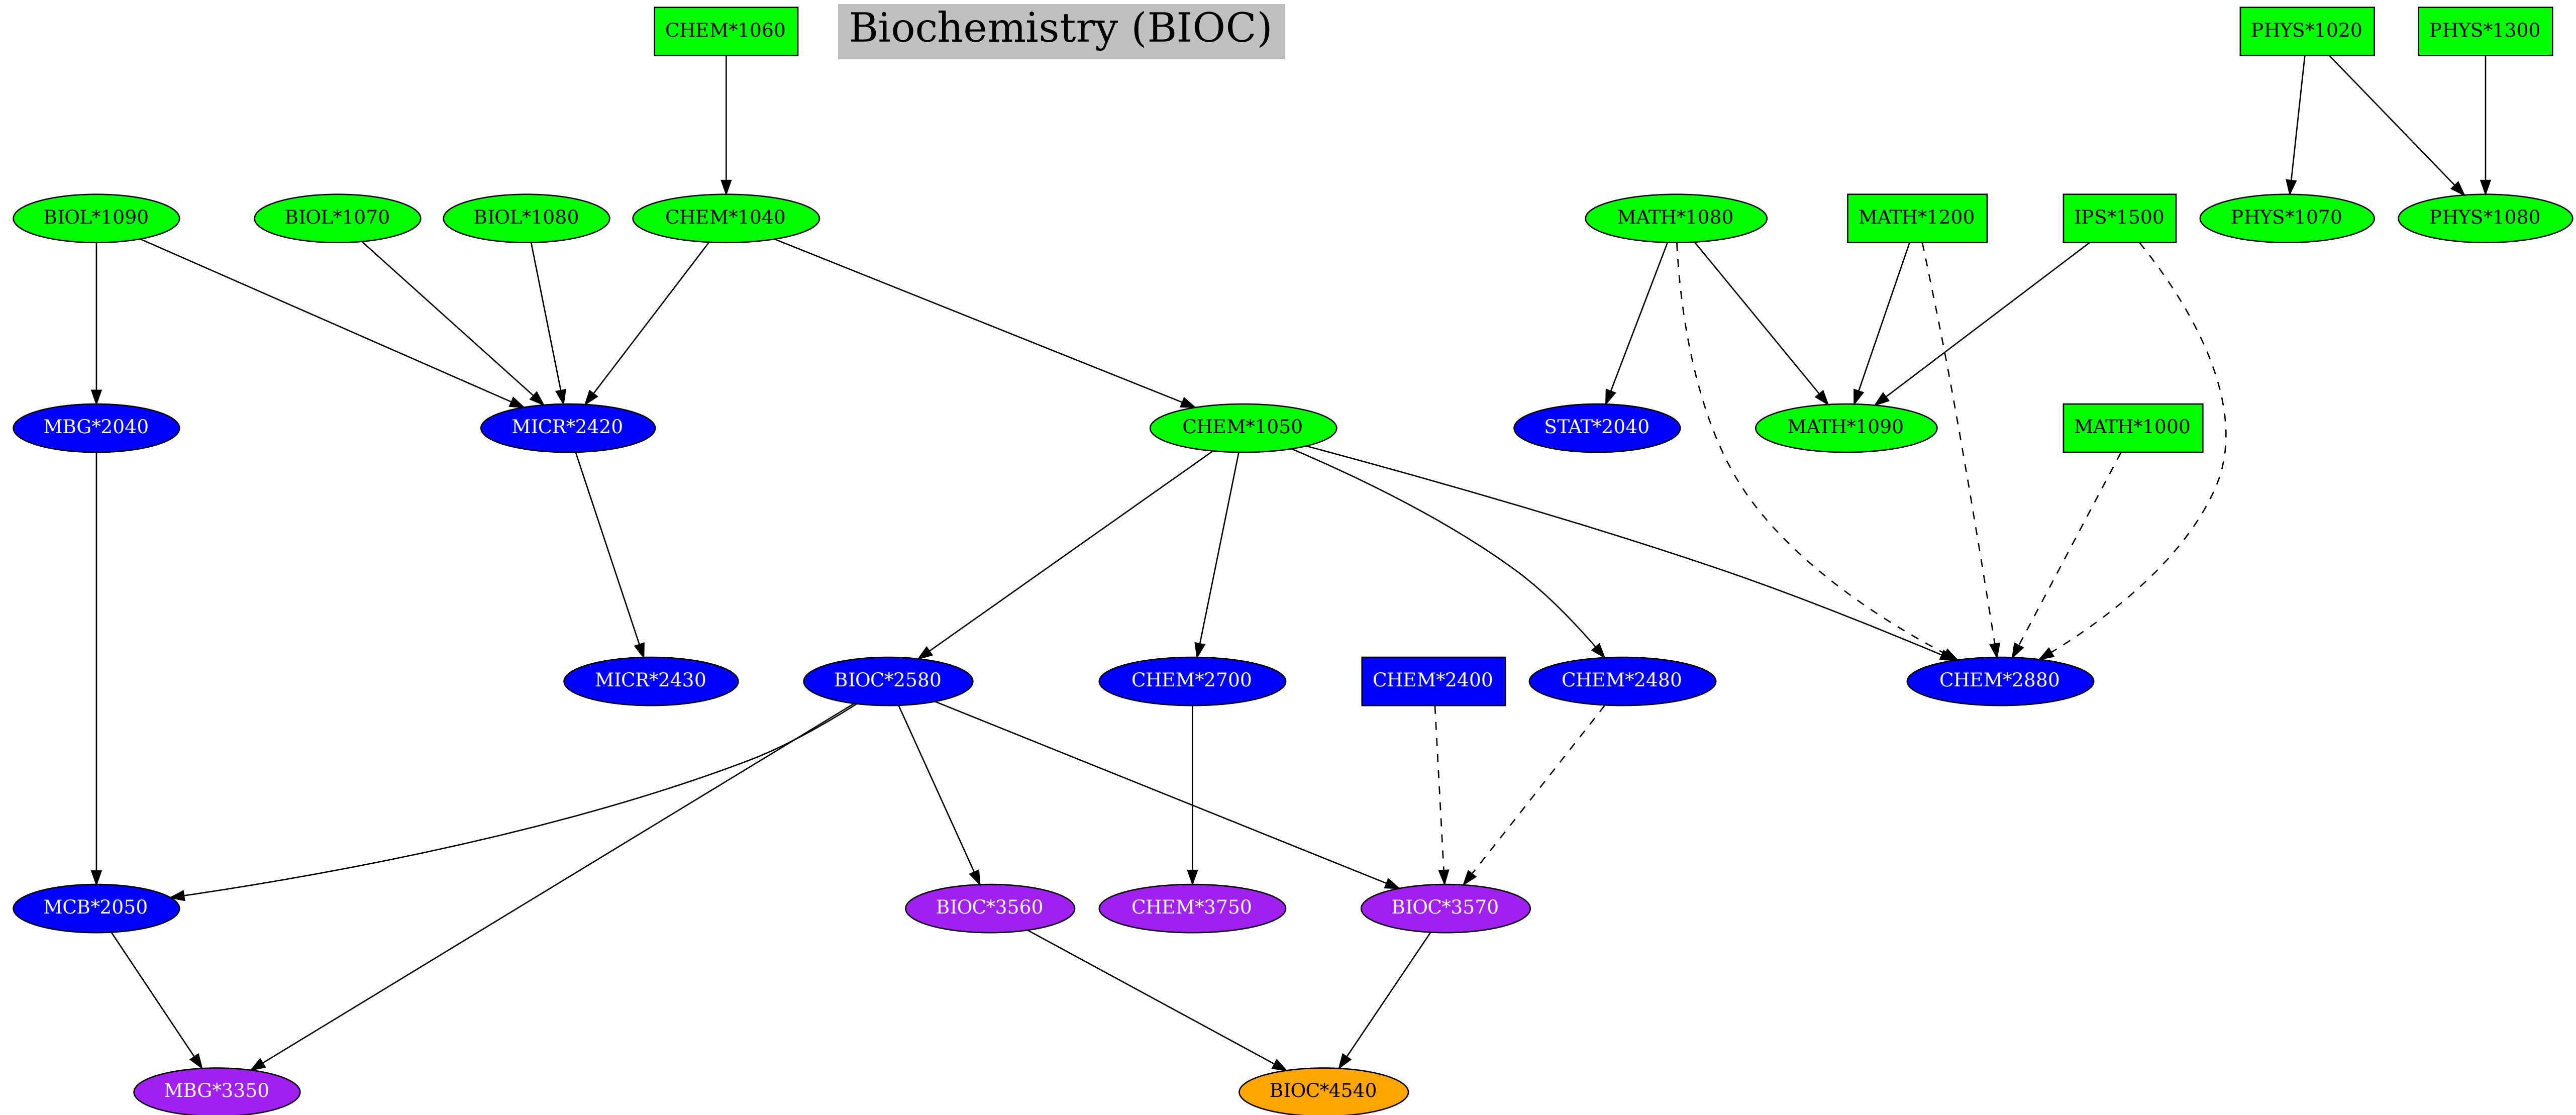 CHEM*1060
Biochemistry (BIOC)
PHYS*1020
PHYS*1300
BIOL*1090
BIOL*1070
BIOL*1080
CHEM*1040
MATH*1080
MATH*1200
IPS*1500
PHYS*1070
PHYS*1080
MBG*2040
MICR*2420
CHEM*1050
STAT*2040
MATH*1090
MATH*1000
MICR*2430
BIOC*2580
CHEM*2700
CHEM*2400
CHEM*2480
CHEM*2880
MCB*2050
BIOC*3560
CHEM*3750
BIOC*3570
MBG*3350
BIOC*4540